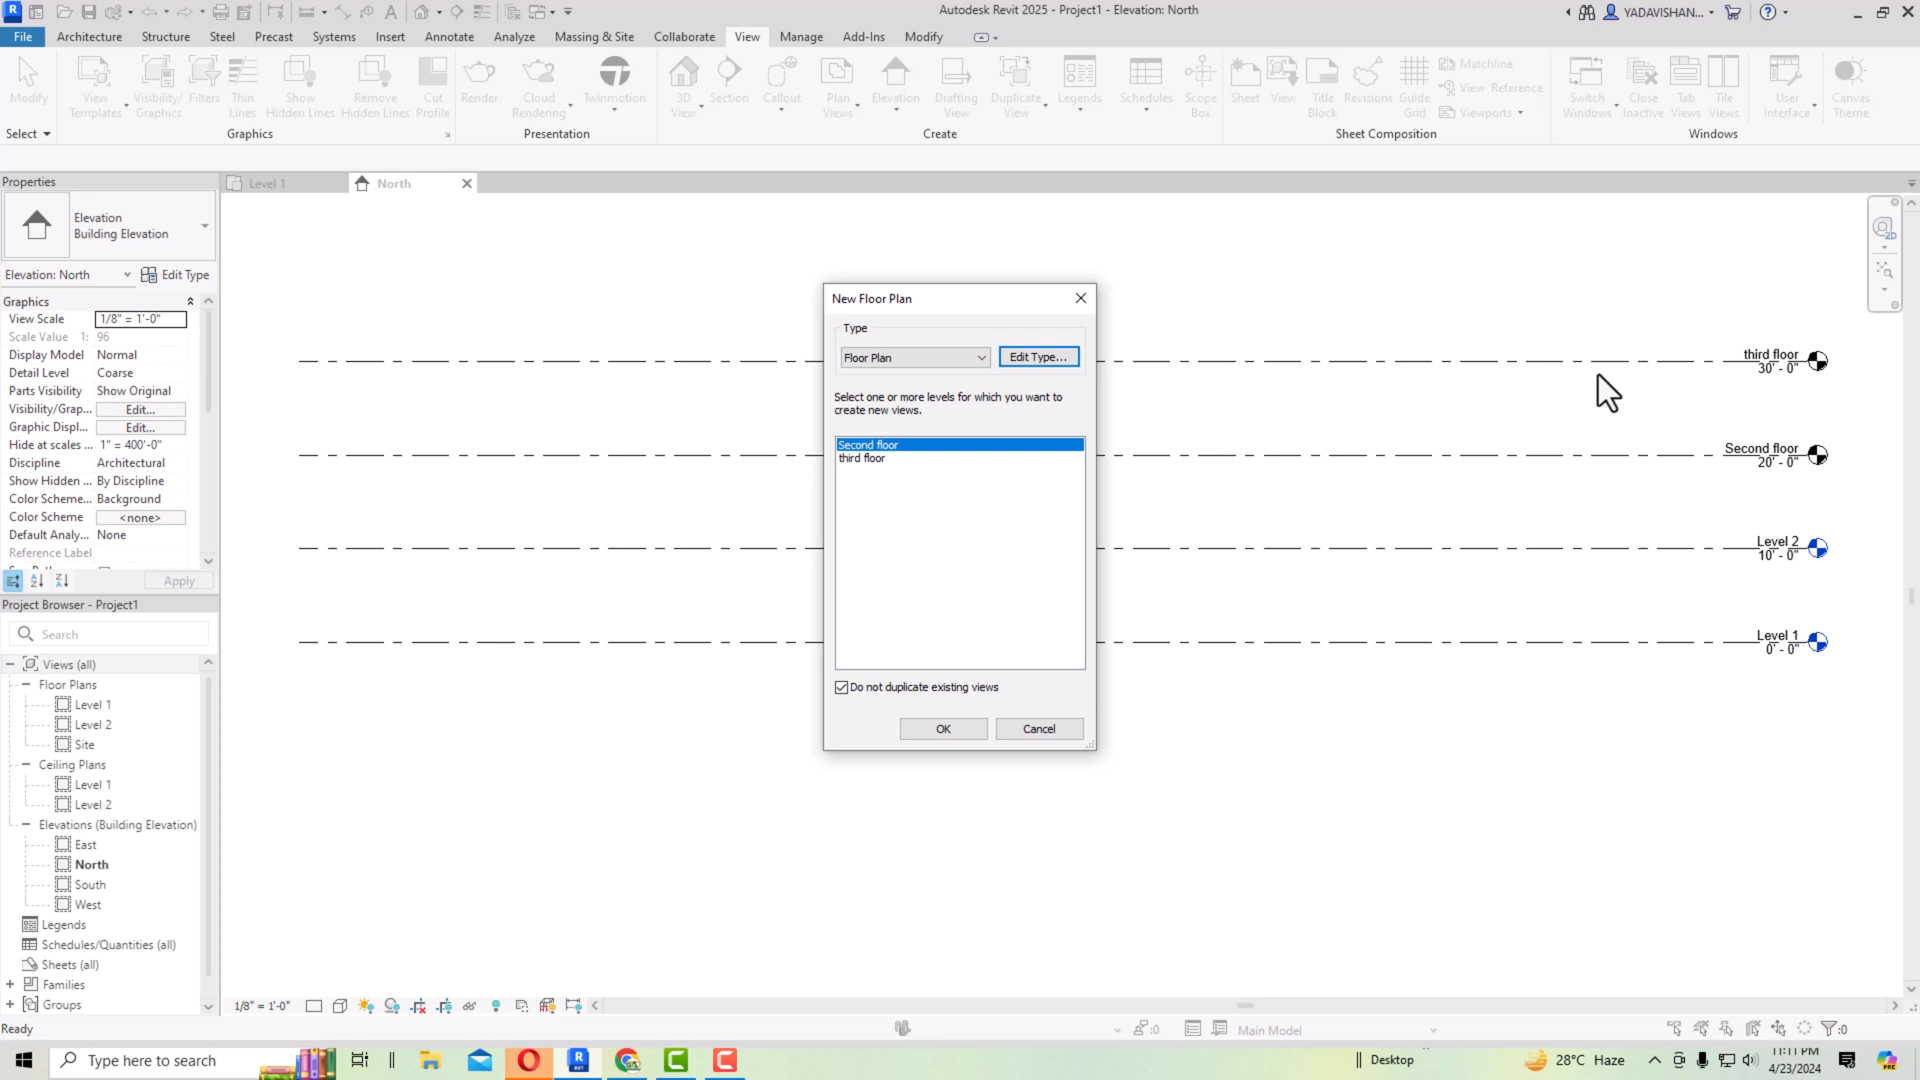 Autodesk Revit 2025 - Project1 - Elevation: North
YADAVISHAN...
File Architecture Structure Steel Precast Systems Insert Annotate Analyze Massing & Site Collaborate View Manage Add-Ins Modify
Modify
View Templates
Visibility/ Graphics
Filters
Thin Lines
Show Hidden Lines
Remove Hidden Lines
Cut Profile
Render
Cloud Rendering
Twinmotion
3D View
Section
Callout
Plan Views
Elevation
Drafting View
Duplicate View
Legends
Schedules
Scope Box
Sheet
View
Title Block
Revisions
Guide Grid
Matchline
View Reference
Viewports
Switch Windows
Close Inactive
Tab Views
Tile Views
User Interface
Canvas Theme
Select Graphics Presentation Create Sheet Composition Windows
Properties
Level 1
North
Elevation
Building Elevation
Elevation: North
Edit Type
Graphics
View Scale 1/8" = 1'-0"
Scale Value 1: 96
Display Model Normal
Detail Level Coarse
Parts Visibility Show Original
Visibility/Grap... Edit...
Graphic Displ... Edit...
Hide at scales ... 1" = 400'-0"
Discipline Architectural
Show Hidden ... By Discipline
Color Scheme... Background
Color Scheme <none>
Default Analy... None
Reference Label
Apply
Project Browser - Project1
Search
Views (all)
Floor Plans
Level 1
Level 2
Site
Ceiling Plans
Level 1
Level 2
Elevations (Building Elevation)
East
North
South
West
Legends
Schedules/Quantities (all)
Sheets (all)
Families
Groups
New Floor Plan
Type
Floor Plan
Edit Type...
Select one or more levels for which you want to
create new views.
Second floor
third floor
Do not duplicate existing views
OK
Cancel
third floor
30' - 0"
Second floor
20' - 0"
Level 2
10' - 0"
Level 1
0' - 0"
2D
1/8" = 1'-0"
Ready
:0
Main Model
:0
Type here to search
Desktop
28°C Haze
11:11 PM
4/23/2024